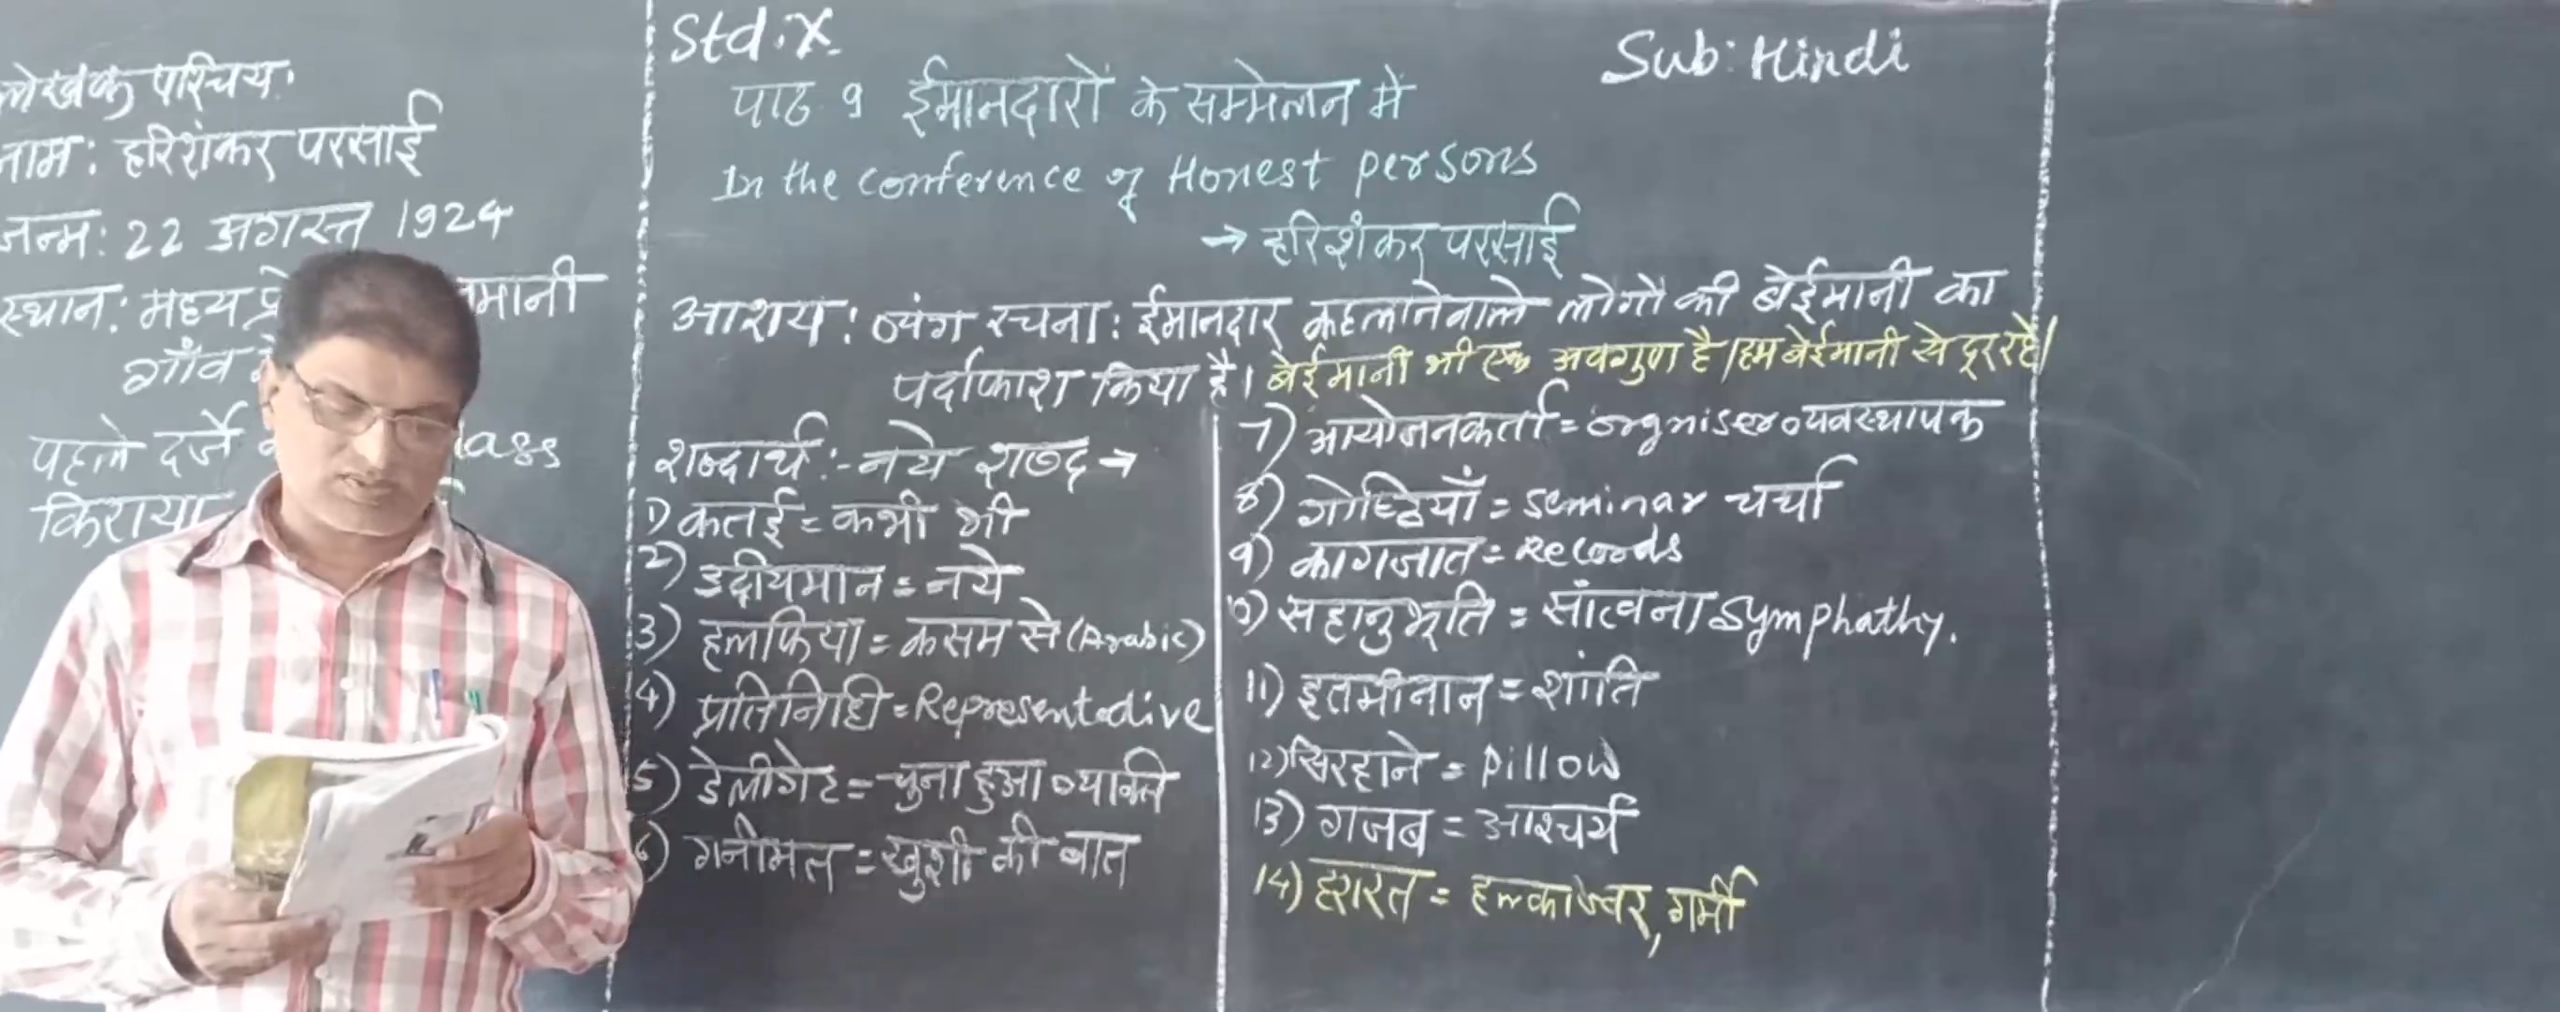 लेखक परिचय:
नाम: हरिशंकर परसाई
जन्म: 22 अगस्त 1924
स्थान: मध्य प्रे मानी
गाँव
पहले दर्जे ass
किराया
Std: X.
Sub: Hindi
पाठ 9 ईमानदारों के सम्मेलन में
In the conference of Honest persons
→ हरिशंकर परसाई
आशय: व्यंग रचना: ईमानदार कहलानेवाले लोगों की बेईमानी का
पर्दाफाश किया है। बेईमानी भी एक अवगुण है। हम बेईमानी से दूर रहे।
शब्दार्थ:- नये शब्द →
1) कतई = कभी भी
2) उद्दीयमान = नये
3) हलफिया = कसम से (Arabic)
4) प्रतिनिधि = Representative
5) डेलीगेट = चुना हुआ व्यक्ति
6) गनीमत = खुशी की बात
7) आयोजनकर्ता = orgniser व्यवस्थापक
8) गोष्ठियाँ = seminar चर्चा
9) कागजात = Records
10) सहानुभूति = सांत्वना symphathy.
11) इतमीनान = शांति
12) सिरहाने = pillow
13) गजब = आश्चर्य
14) हरारत = हल्का ज्वर, गर्मी